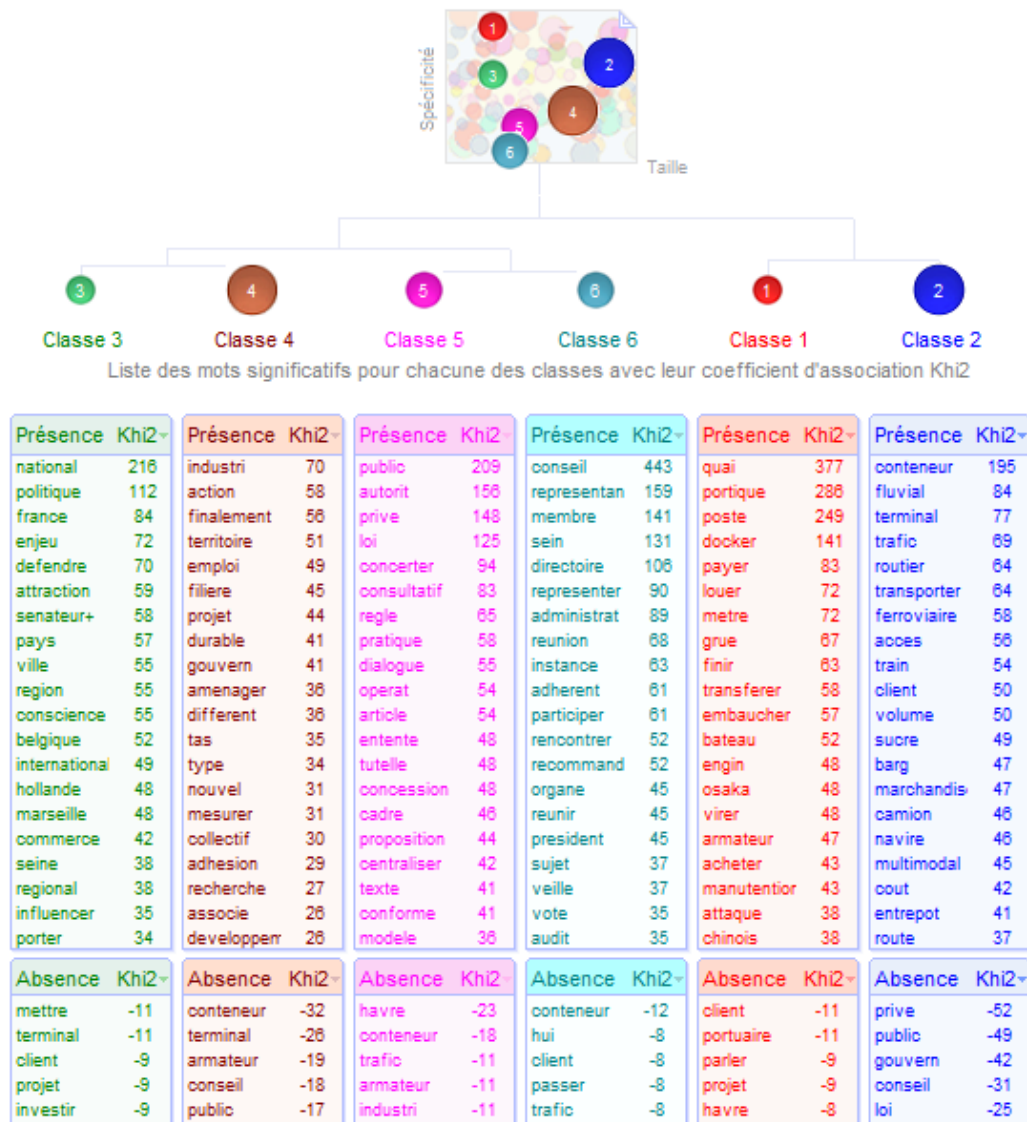 1
2
3
4
5
6
Spécificité
Taille
3 4 5 6 1 2
Classe 3 Classe 4 Classe 5 Classe 6 Classe 1 Classe 2
Liste des mots significatifs pour chacune des classes avec leur coefficient d'association Khi2
Présence Khi2 Présence Khi2 Présence Khi2 Présence Khi2 Présence Khi2 Présence Khi2
national 216 industri 70 public 209 conseil 443 quai 377 conteneur 195
politique 112 action 58 autorit 156 representan 159 portique 286 fluvial 84
france 84 finalement 56 prive 148 membre 141 poste 249 terminal 77
enjeu 72 territoire 51 loi 125 sein 131 docker 141 trafic 69
defendre 70 emploi 49 concerter 94 directoire 106 payer 83 routier 64
attraction 59 filiere 45 consultatif 83 representer 90 louer 72 transporter 64
senateur+ 58 projet 44 regle 65 administrat 89 metre 72 ferroviaire 58
pays 57 durable 41 pratique 58 reunion 68 grue 67 acces 56
ville 55 gouvern 41 dialogue 55 instance 63 finir 63 train 54
region 55 amenager 36 operat 54 adherent 61 transferer 58 client 50
conscience 55 different 36 article 54 participer 61 embaucher 57 volume 50
belgique 52 tas 35 entente 48 rencontrer 52 bateau 52 sucre 49
international 49 type 34 tutelle 48 recommand 52 engin 48 barg 47
hollande 48 nouvel 31 concession 48 organe 45 osaka 48 marchandis 47
marseille 48 mesurer 31 cadre 46 reunir 45 virer 48 camion 46
commerce 42 collectif 30 proposition 44 president 45 armateur 47 navire 46
seine 38 adhesion 29 centraliser 42 sujet 37 acheter 43 multimodal 45
regional 38 recherche 27 texte 41 veille 37 manutention 43 cout 42
influencer 35 associe 26 conforme 41 vote 35 attaque 38 entrepot 41
porter 34 developpem 26 modele 36 audit 35 chinois 38 route 37
Absence Khi2 Absence Khi2 Absence Khi2 Absence Khi2 Absence Khi2 Absence Khi2
mettre -11 conteneur -32 havre -23 conteneur -12 client -11 prive -52
terminal -11 terminal -26 conteneur -18 hui -8 portuaire -11 public -49
client -9 armateur -19 trafic -11 client -8 parler -9 gouvern -42
projet -9 conseil -18 armateur -11 passer -8 projet -9 conseil -31
investir -9 public -17 industri -11 trafic -8 havre -8 loi -25